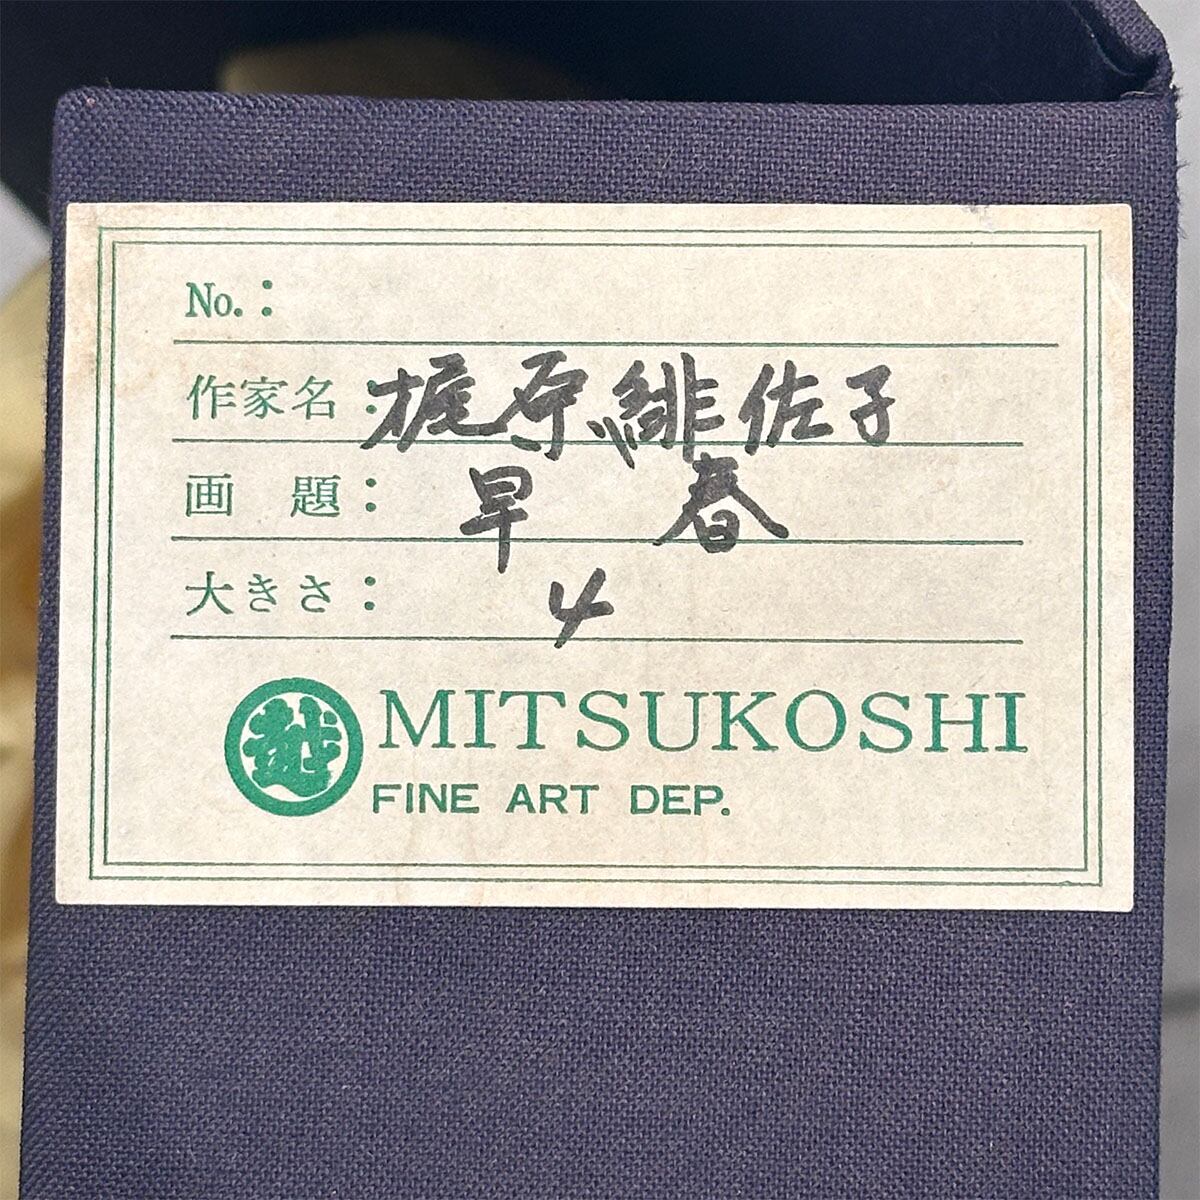 No.:
作家名：梶原緋佐子
画 題：早 春
大きさ：4
越 MITSUKOSHI
FINE ART DEP.